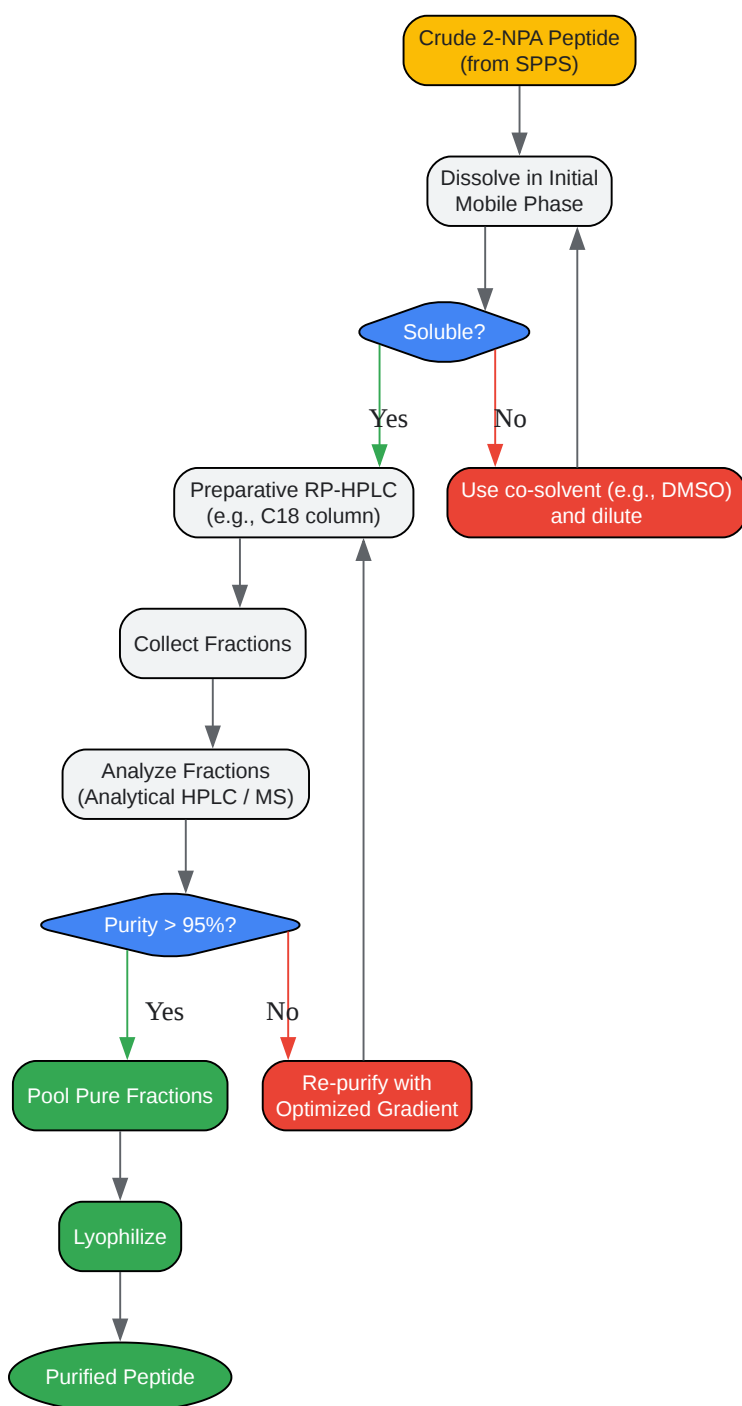 Crude 2-NPA Peptide
(from SPPS)
Dissolve in Initial
Mobile Phase
Soluble?
Yes
No
Preparative RP-HPLC
(e.g., C18 column)
Use co-solvent (e.g., DMSO)
and dilute
Collect Fractions
Analyze Fractions
(Analytical HPLC / MS)
Purity > 95%?
Yes
No
Pool Pure Fractions
Re-purify with
Optimized Gradient
Lyophilize
Purified Peptide